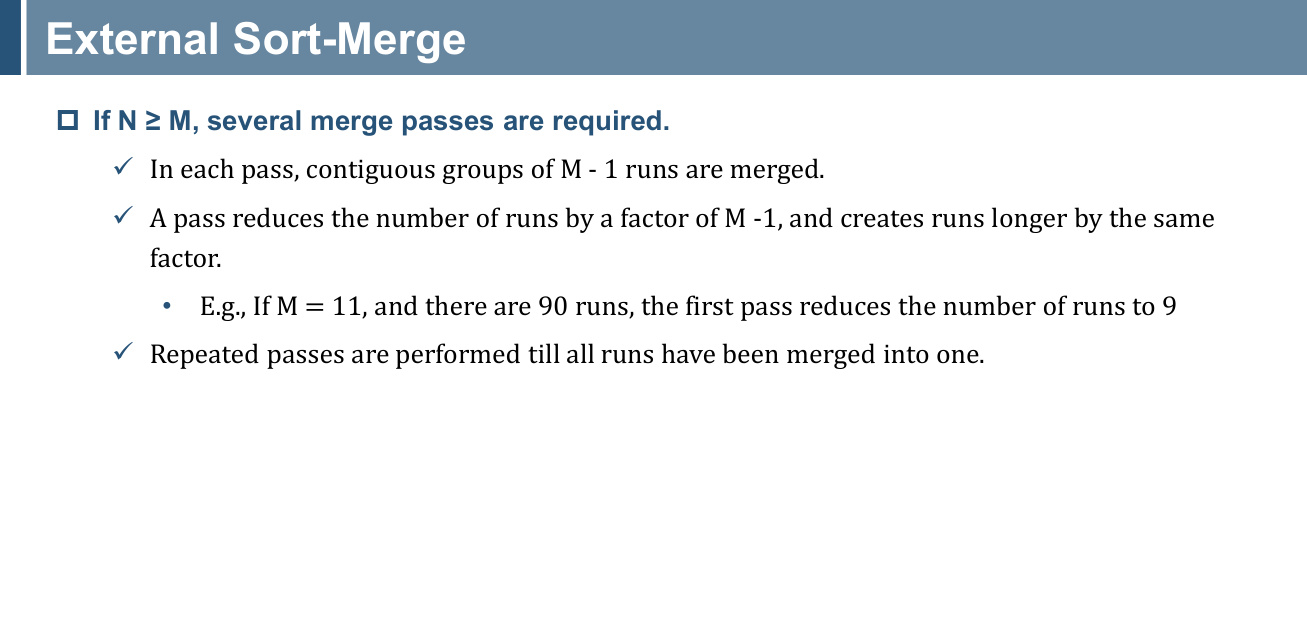 External Sort-Merge
If N ≥ M, several merge passes are required.
✓ In each pass, contiguous groups of M - 1 runs are merged.
✓ A pass reduces the number of runs by a factor of M -1, and creates runs longer by the same
factor.
• E.g., If M = 11, and there are 90 runs, the first pass reduces the number of runs to 9
✓ Repeated passes are performed till all runs have been merged into one.